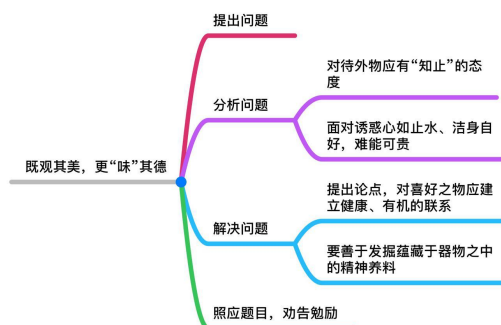 提出问题
对待外物应有“知止”的态
度
分析问题
面对诱惑心如止水、洁身自
好，难能可贵
既观其美，更“味”其德
提出论点，对喜好之物应建
立健康、有机的联系
解决问题
要善于发掘蕴藏于器物之中
的精神养料
照应题目，劝告勉励